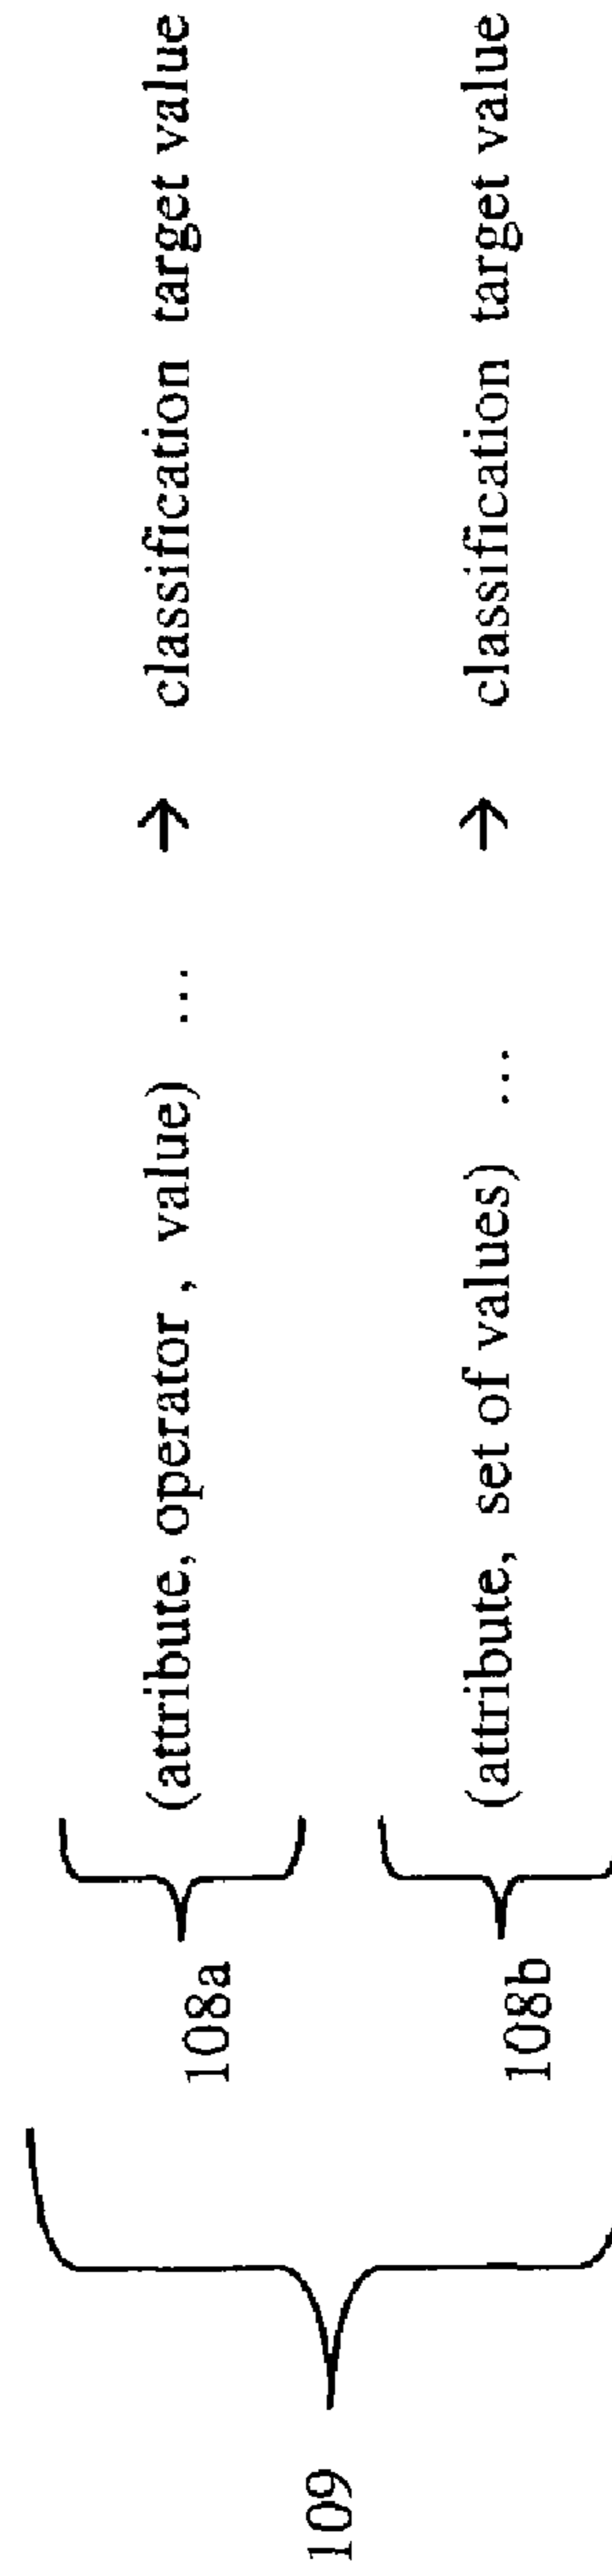 109
108a (attribute, operator , value) ... → classification target value
108b (attribute, set of values) ... → classification target value